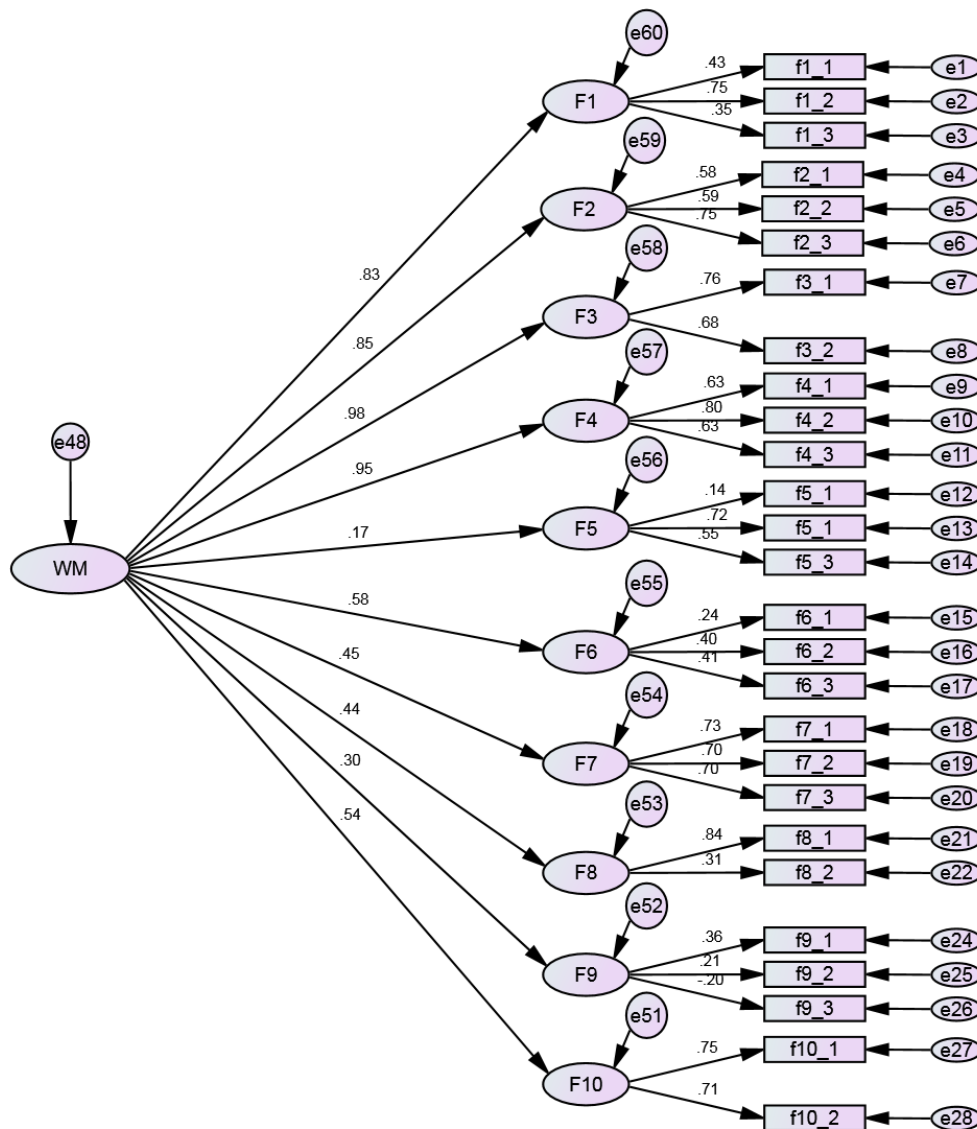 e60
F1
.43
f1_1
e1
.75
f1_2
e2
.35
f1_3
e3
e59
F2
.58
f2_1
e4
.59
f2_2
e5
.75
f2_3
e6
.83
e58
F3
.76
f3_1
e7
.68
f3_2
e8
.85
e57
F4
.63
f4_1
e9
.80
f4_2
e10
.63
f4_3
e11
.98
e48
.95
e56
F5
.14
f5_1
e12
.72
f5_1
e13
.55
f5_3
e14
.17
WM
.58
e55
F6
.24
f6_1
e15
.40
f6_2
e16
.41
f6_3
e17
.45
e54
F7
.73
f7_1
e18
.70
f7_2
e19
.70
f7_3
e20
.44
.30
e53
F8
.84
f8_1
e21
.31
f8_2
e22
.54
e52
F9
.36
f9_1
e24
.21
f9_2
e25
-.20
f9_3
e26
e51
F10
.75
f10_1
e27
.71
f10_2
e28